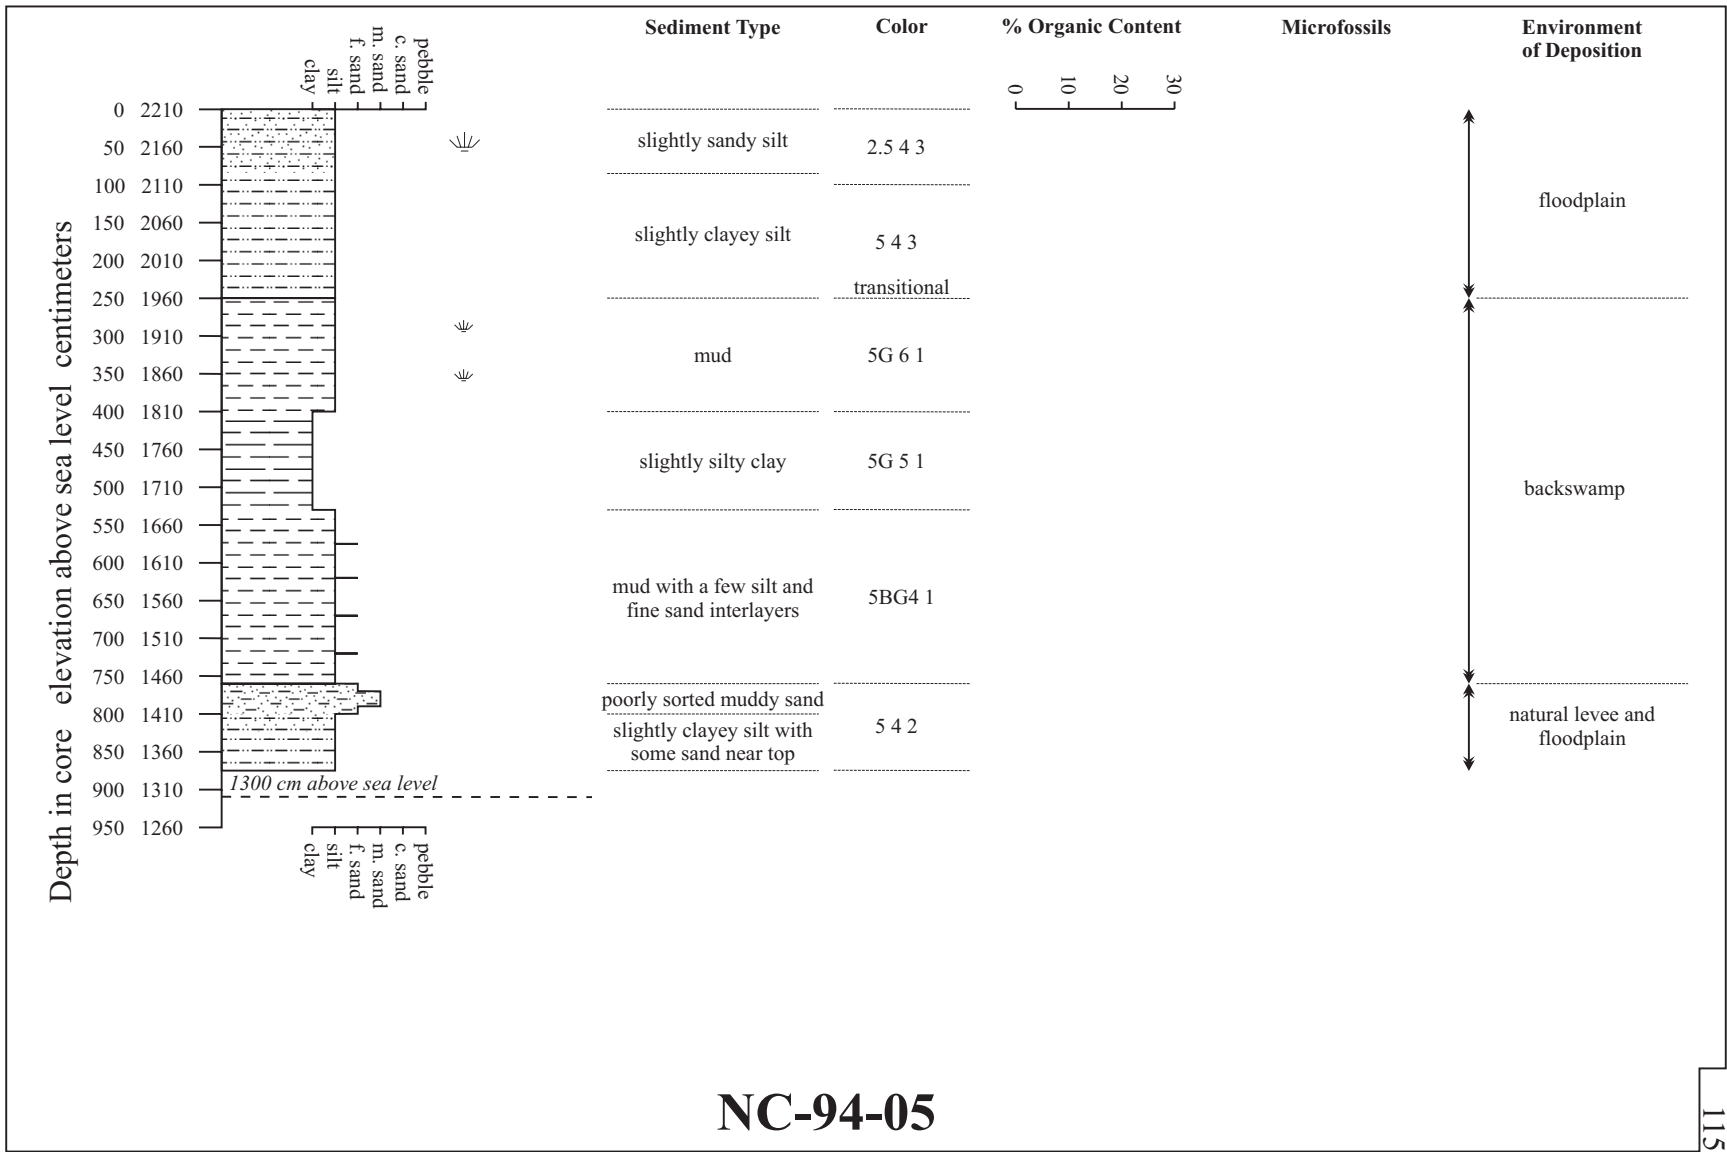 Sediment Type
Color
% Organic Content
Microfossils
Environment
of Deposition
clay
silt
f. sand
m. sand
c. sand
pebble
0
10
20
30
Depth in core elevation above sea level centimeters
0 2210
50 2160
100 2110
150 2060
200 2010
250 1960
300 1910
350 1860
400 1810
450 1760
500 1710
550 1660
600 1610
650 1560
700 1510
750 1460
800 1410
850 1360
900 1310
950 1260
slightly sandy silt
2.5 4 3
slightly clayey silt
5 4 3
transitional
floodplain
mud
5G 6 1
slightly silty clay
5G 5 1
backswamp
mud with a few silt and
fine sand interlayers
5BG4 1
poorly sorted muddy sand
slightly clayey silt with
some sand near top
5 4 2
natural levee and
floodplain
1300 cm above sea level
clay
silt
f. sand
m. sand
c. sand
pebble
NC-94-05
115